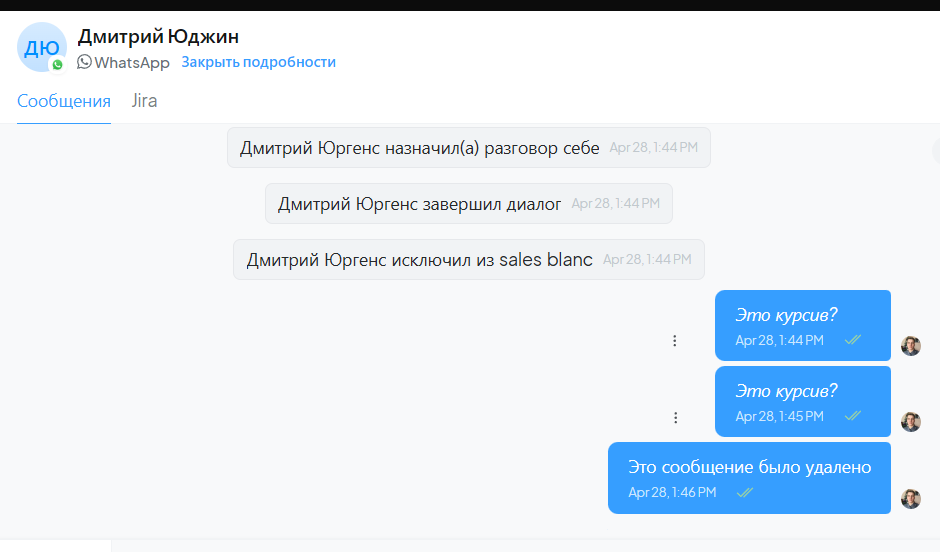 Дмитрий Юджин
ДЮ
WhatsApp Закрыть подробности
Сообщения Jira
Дмитрий Юргенс назначил(а) разговор себе Apr 28, 1:44 PM
Дмитрий Юргенс завершил диалог Apr 28, 1:44 PM
Дмитрий Юргенс исключил из sales blanc Apr 28, 1:44 PM
Это курсив?
Apr 28, 1:44 PM
Это курсив?
Apr 28, 1:45 PM
Это сообщение было удалено
Apr 28, 1:46 PM